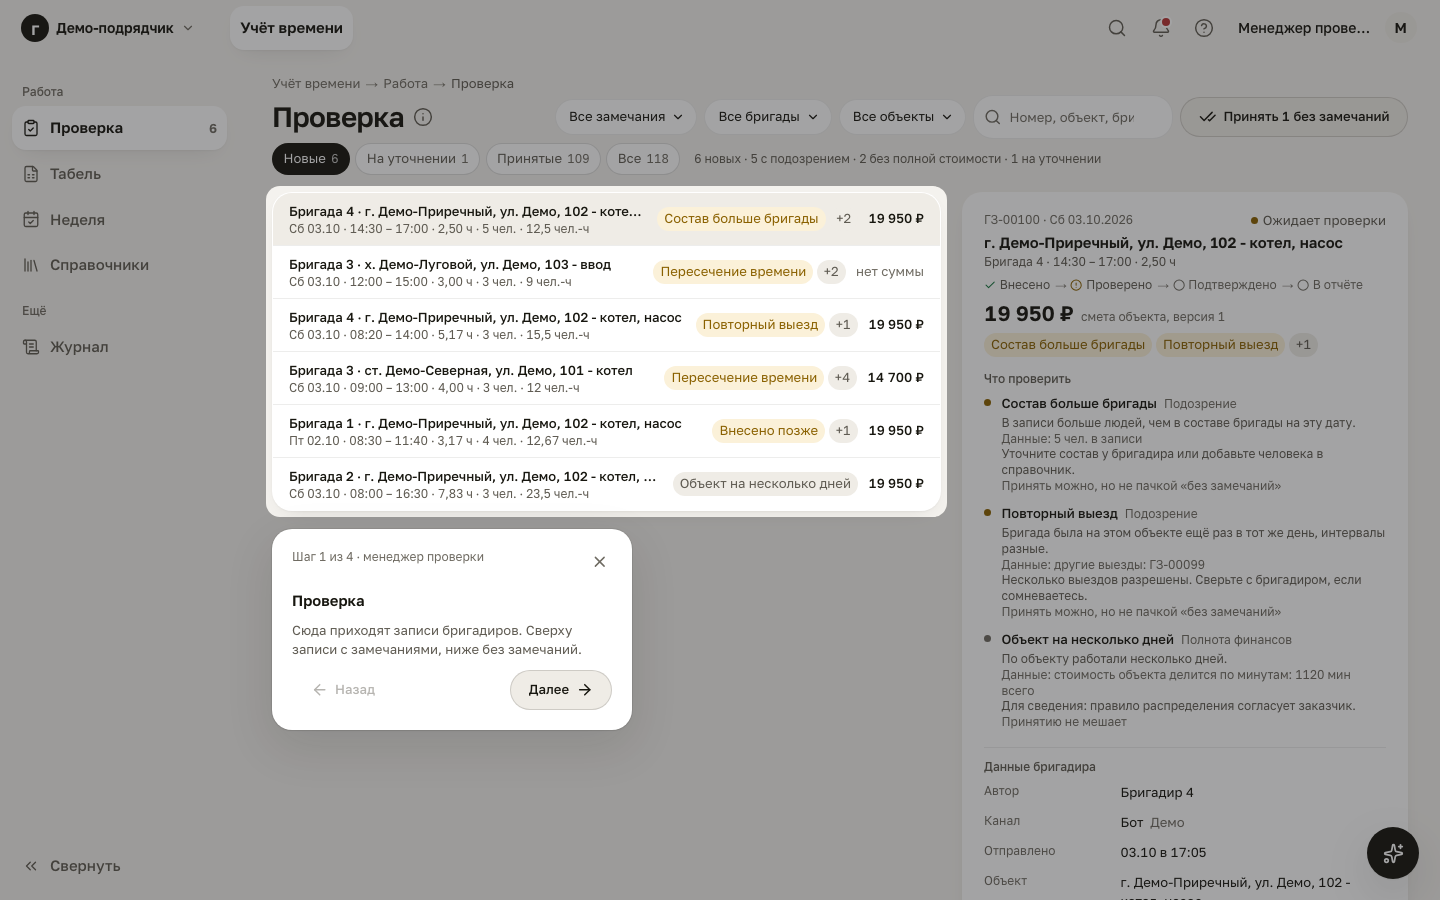 г Демо-подрядчик
Учёт времени
Менеджер прове... М
Работа
Проверка 6
Табель
Неделя
Справочники
Ещё
Журнал
Свернуть
Учёт времени → Работа → Проверка
Проверка
Все замечания
Все бригады
Все объекты
Номер, объект, бри
Принять 1 без замечаний
Новые 6
На уточнении 1
Принятые 109
Все 118
6 новых · 5 с подозрением · 2 без полной стоимости · 1 на уточнении
Бригада 4 · г. Демо-Приречный, ул. Демо, 102 - коте... Состав больше бригады +2 19 950 ₽
Сб 03.10 · 14:30 – 17:00 · 2,50 ч · 5 чел. · 12,5 чел.-ч
Бригада 3 · х. Демо-Луговой, ул. Демо, 103 - ввод Пересечение времени +2 нет суммы
Сб 03.10 · 12:00 – 15:00 · 3,00 ч · 3 чел. · 9 чел.-ч
Бригада 4 · г. Демо-Приречный, ул. Демо, 102 - котел, насос Повторный выезд +1 19 950 ₽
Сб 03.10 · 08:20 – 14:00 · 5,17 ч · 3 чел. · 15,5 чел.-ч
Бригада 3 · ст. Демо-Северная, ул. Демо, 101 - котел Пересечение времени +4 14 700 ₽
Сб 03.10 · 09:00 – 13:00 · 4,00 ч · 3 чел. · 12 чел.-ч
Бригада 1 · г. Демо-Приречный, ул. Демо, 102 - котел, насос Внесено позже +1 19 950 ₽
Пт 02.10 · 08:30 – 11:40 · 3,17 ч · 4 чел. · 12,67 чел.-ч
Бригада 2 · г. Демо-Приречный, ул. Демо, 102 - котел, ... Объект на несколько дней 19 950 ₽
Сб 03.10 · 08:00 – 16:30 · 7,83 ч · 3 чел. · 23,5 чел.-ч
Шаг 1 из 4 · менеджер проверки
Проверка
Сюда приходят записи бригадиров. Сверху
записи с замечаниями, ниже без замечаний.
← Назад
Далее →
ГЗ-00100 · Сб 03.10.2026 Ожидает проверки
г. Демо-Приречный, ул. Демо, 102 - котел, насос
Бригада 4 · 14:30 – 17:00 · 2,50 ч
Внесено → Проверено → Подтверждено → В отчёте
19 950 ₽ смета объекта, версия 1
Состав больше бригады Повторный выезд +1
Что проверить
Состав больше бригады Подозрение
В записи больше людей, чем в составе бригады на эту дату.
Данные: 5 чел. в записи
Уточните состав у бригадира или добавьте человека в
справочник.
Принять можно, но не пачкой «без замечаний»
Повторный выезд Подозрение
Бригада была на этом объекте ещё раз в тот же день, интервалы
разные.
Данные: другие выезды: ГЗ-00099
Несколько выездов разрешены. Сверьте с бригадиром, если
сомневаетесь.
Принять можно, но не пачкой «без замечаний»
Объект на несколько дней Полнота финансов
По объекту работали несколько дней.
Данные: стоимость объекта делится по минутам: 1120 мин
всего
Для сведения: правило распределения согласует заказчик.
Принятию не мешает
Данные бригадира
Автор Бригадир 4
Канал Бот Демо
Отправлено 03.10 в 17:05
Объект г. Демо-Приречный, ул. Демо, 102 -